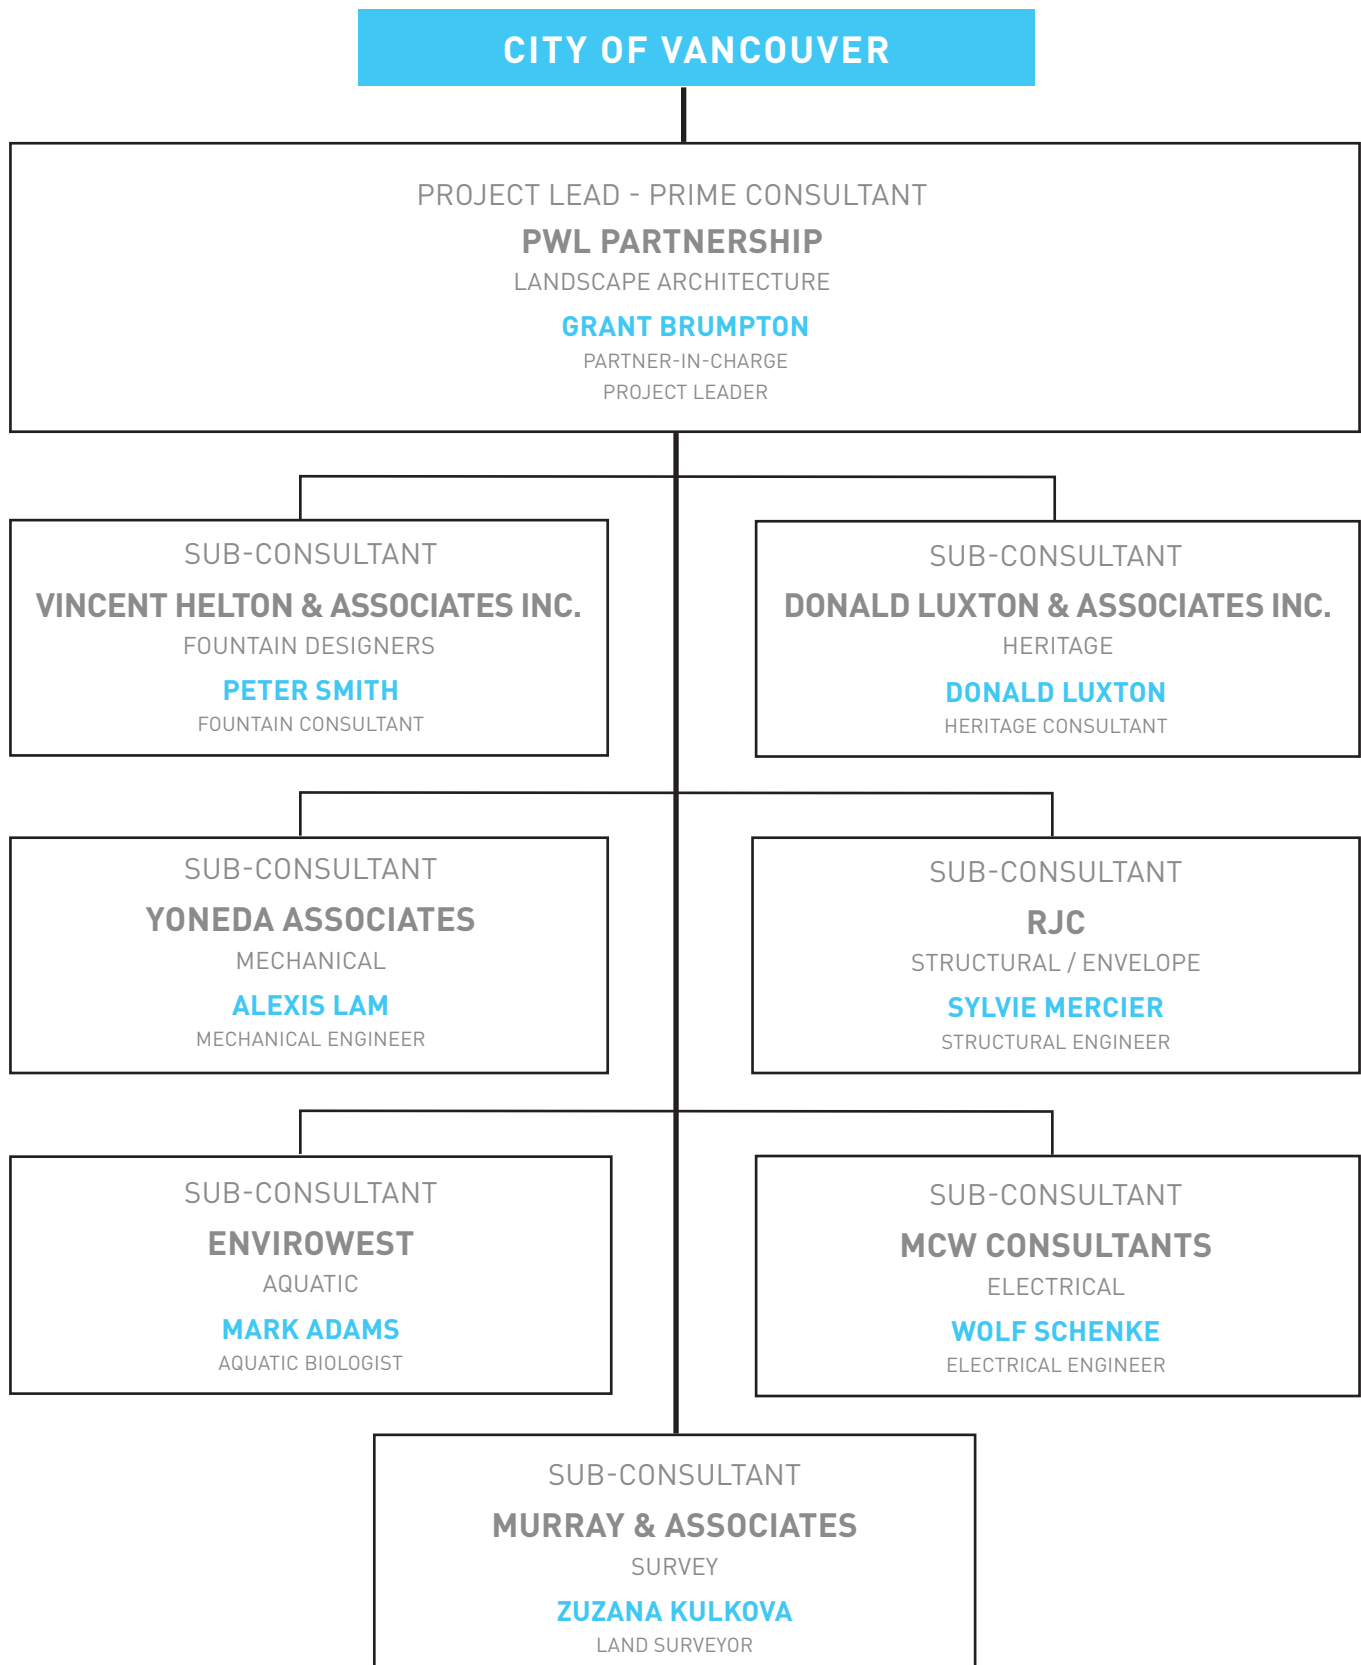 CITY OF VANCOUVER
PROJECT LEAD - PRIME CONSULTANT
PWL PARTNERSHIP
LANDSCAPE ARCHITECTURE
GRANT BRUMPTON
PARTNER-IN-CHARGE
PROJECT LEADER
SUB-CONSULTANT
VINCENT HELTON & ASSOCIATES INC.
FOUNTAIN DESIGNERS
PETER SMITH
FOUNTAIN CONSULTANT
SUB-CONSULTANT
DONALD LUXTON & ASSOCIATES INC.
HERITAGE
DONALD LUXTON
HERITAGE CONSULTANT
SUB-CONSULTANT
YONEDA ASSOCIATES
MECHANICAL
ALEXIS LAM
MECHANICAL ENGINEER
SUB-CONSULTANT
RJC
STRUCTURAL / ENVELOPE
SYLVIE MERCIER
STRUCTURAL ENGINEER
SUB-CONSULTANT
ENVIROWEST
AQUATIC
MARK ADAMS
AQUATIC BIOLOGIST
SUB-CONSULTANT
MCW CONSULTANTS
ELECTRICAL
WOLF SCHENKE
ELECTRICAL ENGINEER
SUB-CONSULTANT
MURRAY & ASSOCIATES
SURVEY
ZUZANA KULKOVA
LAND SURVEYOR